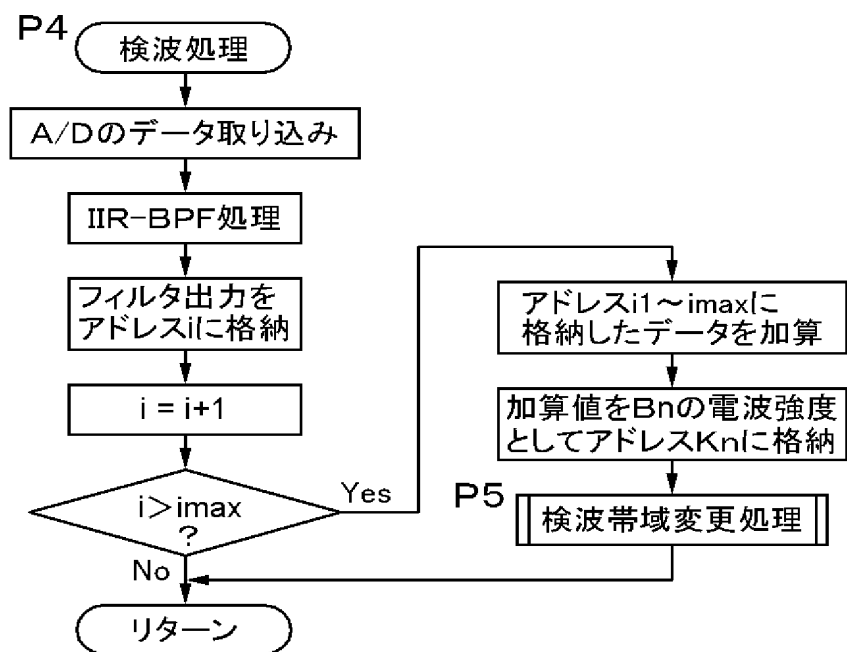 P4
検波処理
A/Dのデータ取り込み
IIR-BPF処理
フィルタ出力を
アドレスiに格納
i = i+1
i>imax
?
Yes
No
リターン
アドレスi1~imaxに
格納したデータを加算
加算値をBnの電波強度
としてアドレスKnに格納
P5
検波帯域変更処理